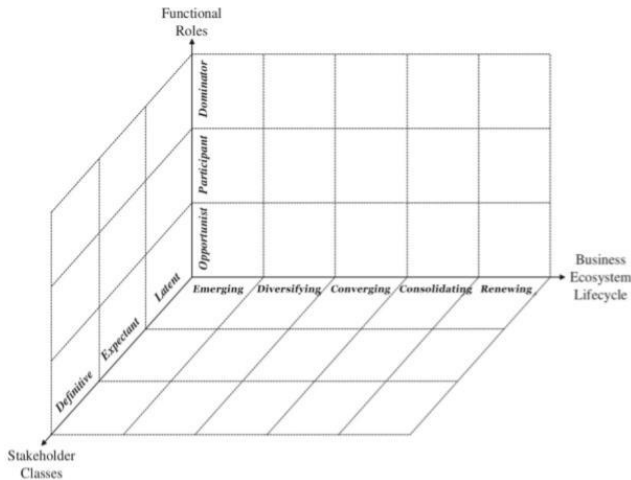 Functional
Roles
Dominator
Participant
Opportunist
Latent
Expectant
Definitive
Emerging Diversifying Converging Consolidating Renewing
Business
Ecosystem
Lifecycle
Stakeholder
Classes